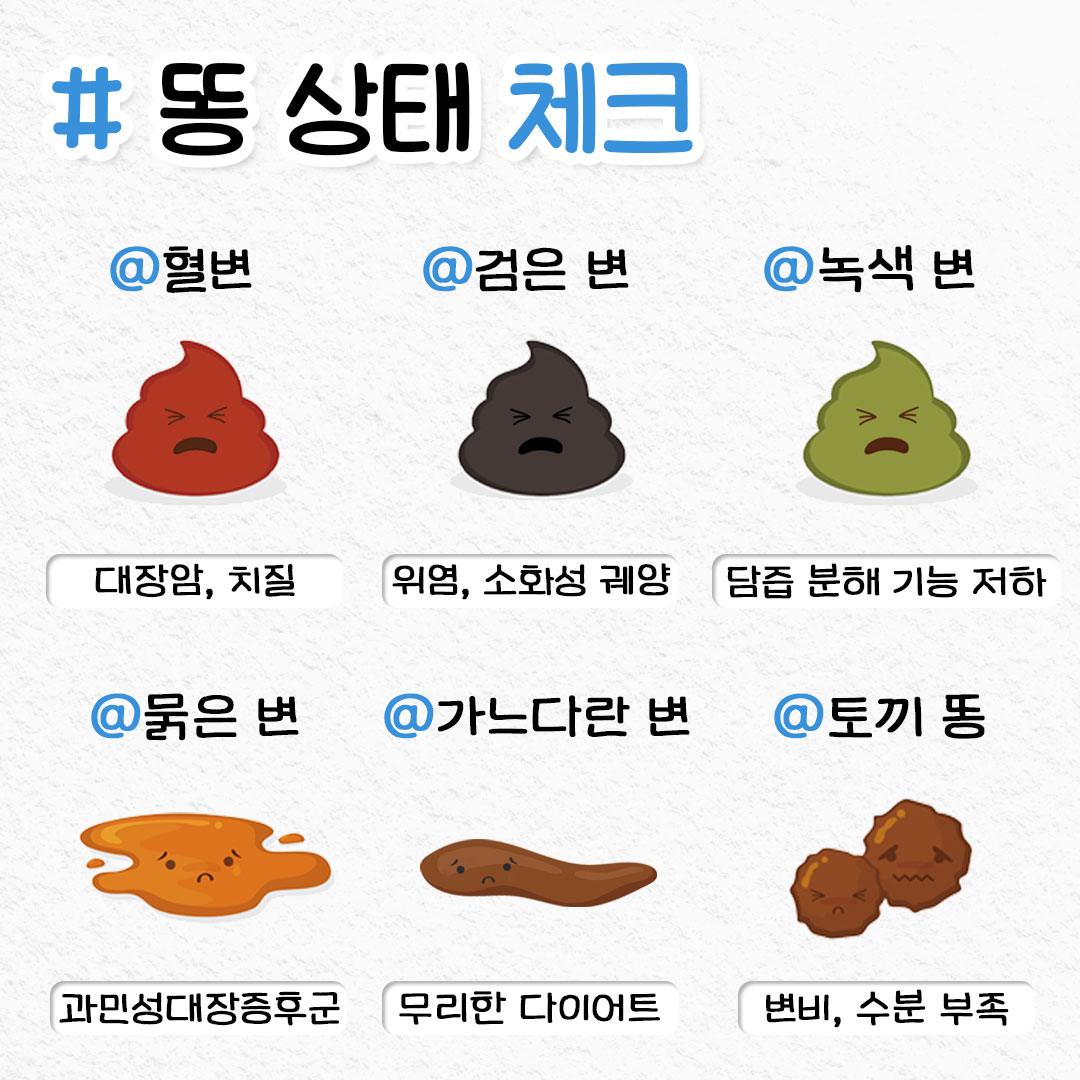 # 똥 상태 체크
@혈변
@검은 변
@녹색 변
대장암, 치질
위염, 소화성 궤양
담즙 분해 기능 저하
@묽은 변
@가느다란 변
@토끼 똥
과민성대장증후군
무리한 다이어트
변비, 수분 부족